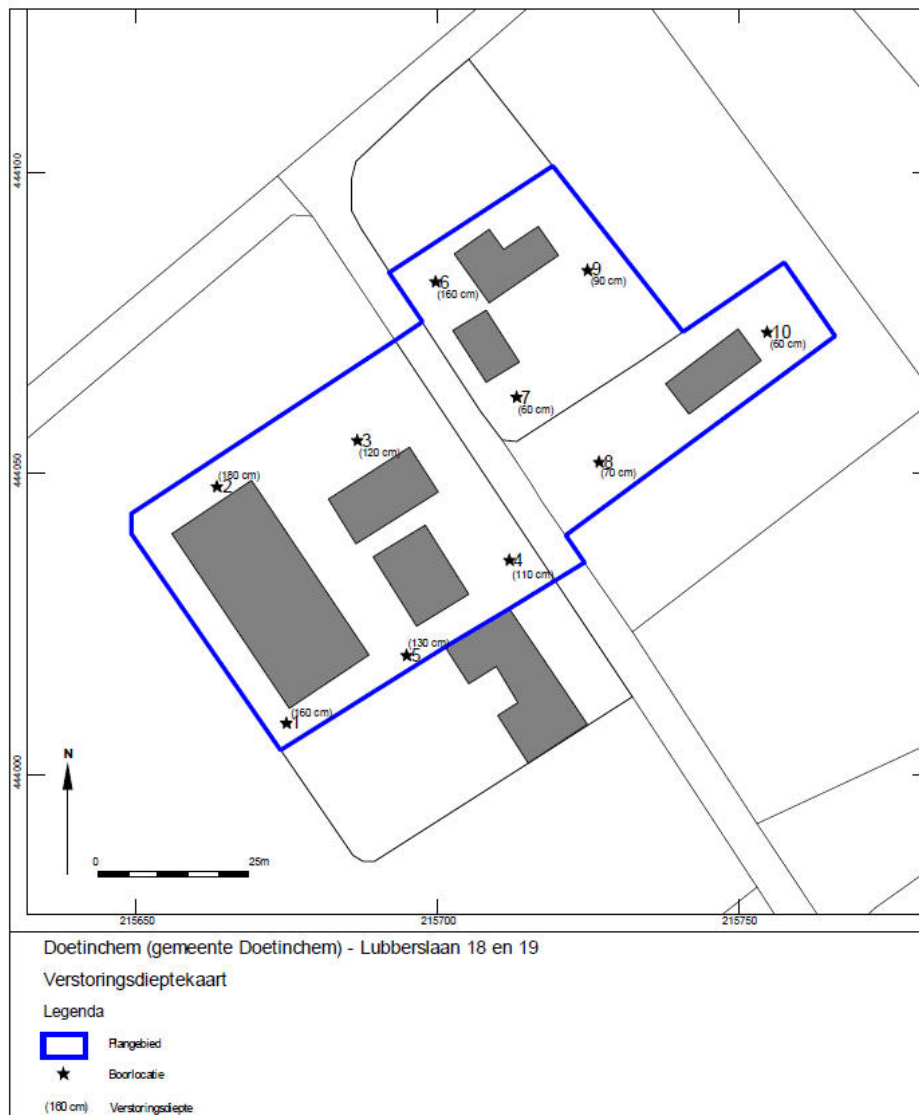 444100
9
(90 cm)
6
(160 cm)
10
(60 cm)
7
(60 cm)
3
(120 cm)
8
(70 cm)
444050
(180 cm)
2
4
(110 cm)
(130 cm)
5
(160 cm)
1
444000
N
0 25m
215650 215700 215750
Doetinchem (gemeente Doetinchem) - Lubberslaan 18 en 19
Verstoringsdieptekaart
Legenda
Plangebied
Boorlocatie
(160 cm) Verstoringsdiepte